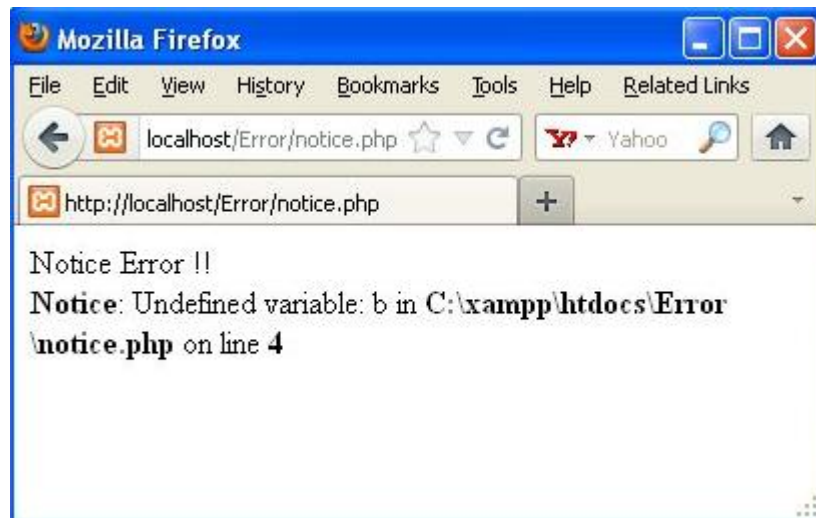 Mozilla Firefox
File Edit View History Bookmarks Tools Help Related Links
localhost/Error/notice.php Y! Yahoo
http://localhost/Error/notice.php +
Notice Error !!
Notice: Undefined variable: b in C:\xampp\htdocs\Error
\notice.php on line 4